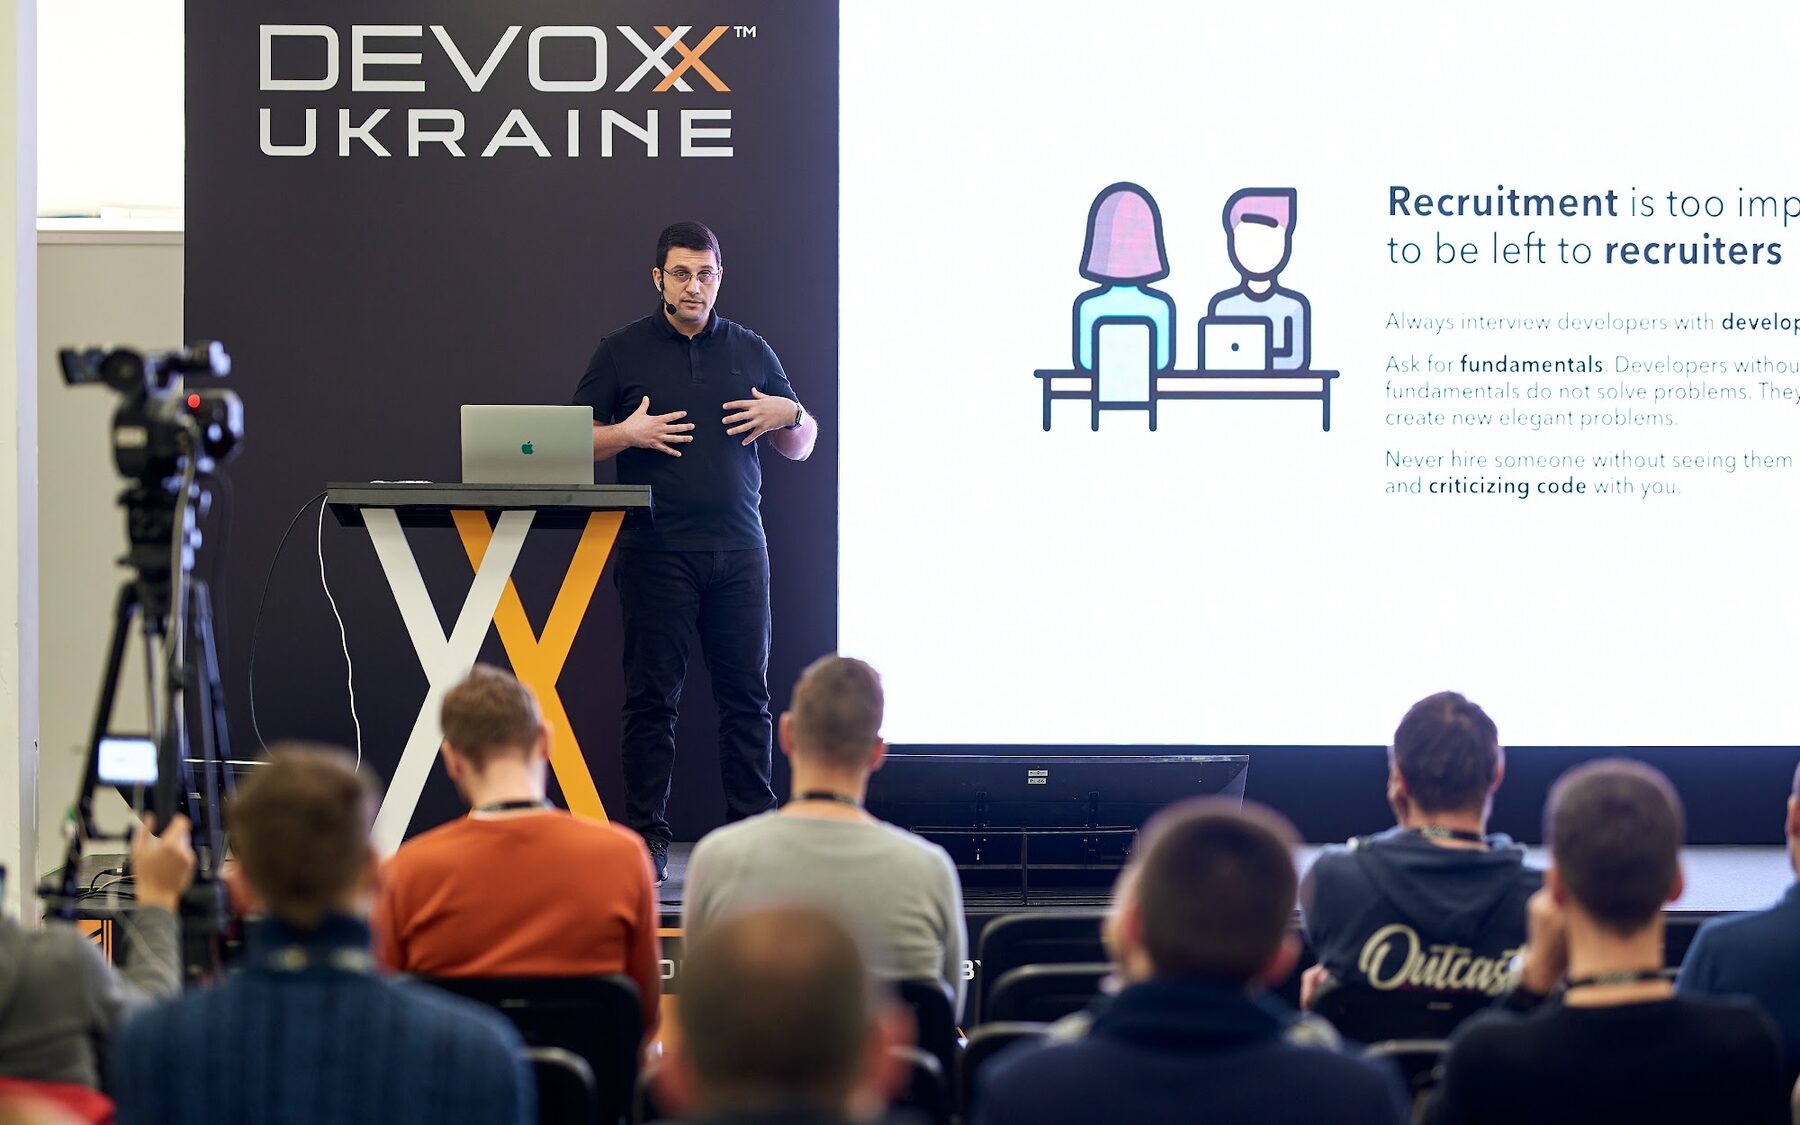 DEVOXX™
UKRAINE
Recruitment is too imp
to be left to recruiters
Always interview developers with develop
Ask for fundamentals. Developers withou
fundamentals do not solve problems. They
create new elegant problems.
Never hire someone without seeing them
and criticizing code with you.
Outcast